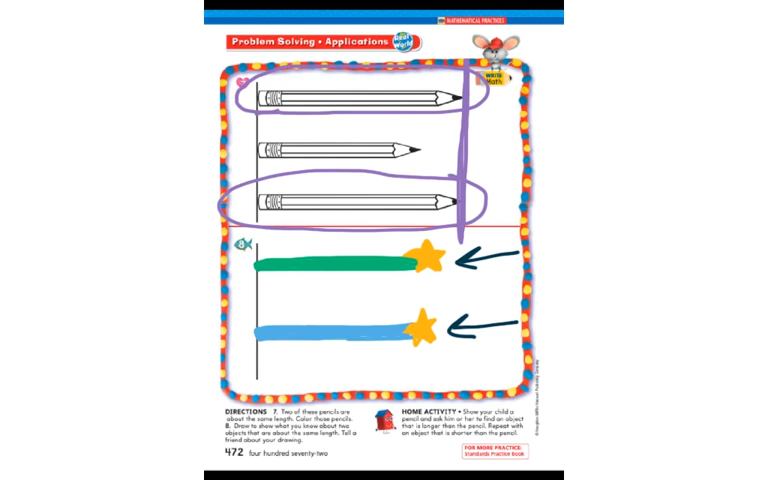 MATHEMATICAL PRACTICES
Problem Solving • Applications
Real World
WRITE
Math
8
DIRECTIONS 7. Two of these pencils are
about the same length. Color those pencils.
8. Draw to show what you know about two
objects that are about the same length. Tell a
friend about your drawing.
HOME ACTIVITY • Show your child a
pencil and ask him or her to find an object
that is longer than the pencil. Repeat with
an object that is shorter than the pencil.
472 four hundred seventy-two
FOR MORE PRACTICE:
Standards Practice Book